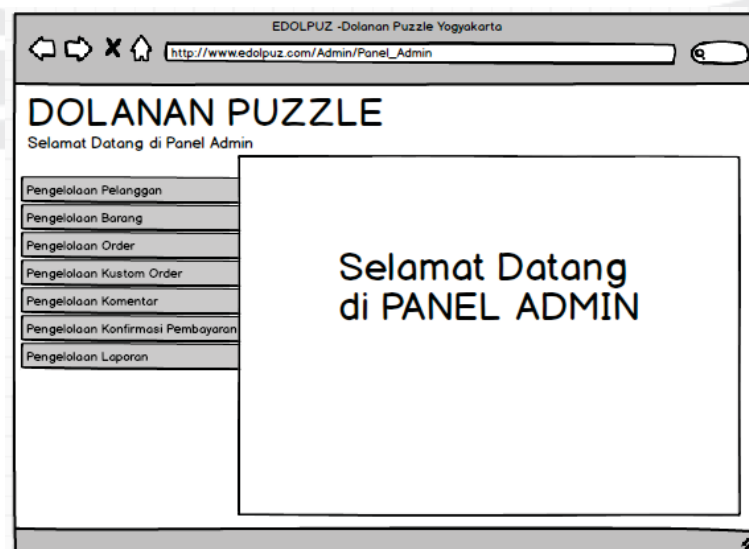 EDOLPUZ -Dolanan Puzzle Yogyakarta
http://www.edolpuz.com/Admin/Panel_Admin
DOLANAN PUZZLE
Selamat Datang di Panel Admin
Pengelolaan Pelanggan
Pengelolaan Barang
Pengelolaan Order
Pengelolaan Kustom Order
Pengelolaan Komentar
Pengelolaan Konfirmasi Pembayaran
Pengelolaan Laporan
Selamat Datang
di PANEL ADMIN